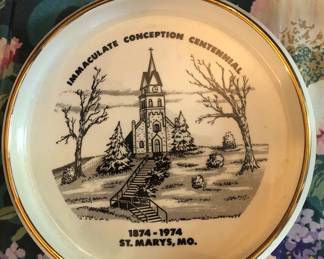 IMMACULATE CONCEPTION CENTENNIAL
1874 - 1974
ST. MARYS, MO.